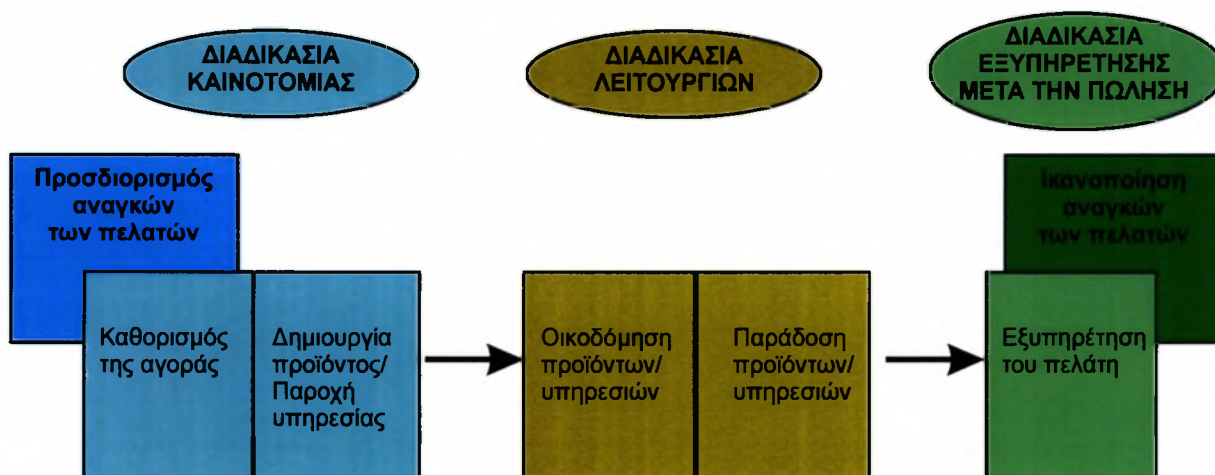 ΔΙΑΔΙΚΑΣΙΑ
ΚΑΙΝΟΤΟΜΙΑΣ
ΔΙΑΔΙΚΑΣΙΑ
ΛΕΙΤΟΥΡΓΙΩΝ
ΔΙΑΔΙΚΑΣΙΑ
ΕΞΥΠΗΡΕΤΗΣΗΣ
ΜΕΤΑ ΤΗΝ ΠΩΛΗΣΗ
Προσδιορισμός
αναγκών
των πελατών
Καθορισμός
της αγοράς
Δημιουργία
προϊόντος/
Παροχή
υπηρεσίας
Οικοδόμηση
προϊόντων/
υπηρεσιών
Παράδοση
προϊόντων/
υπηρεσιών
Ικανοποίηση
αναγκών
των πελατών
Εξυπηρέτηση
του πελάτη